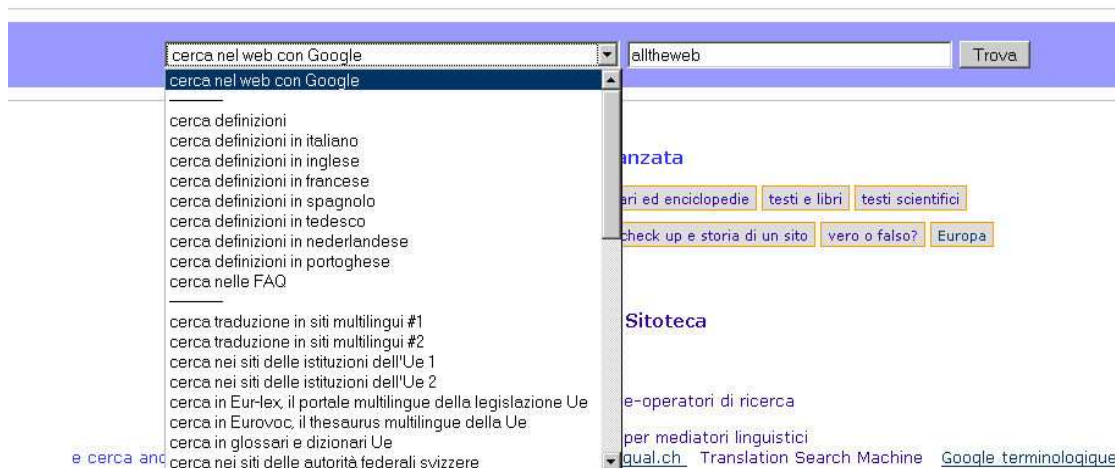 cerca nel web con Google alltheweb Trova
cerca nel web con Google
cerca definizioni
cerca definizioni in italiano
cerca definizioni in inglese
cerca definizioni in francese
cerca definizioni in spagnolo
cerca definizioni in tedesco
cerca definizioni in nederlandese
cerca definizioni in portoghese
cerca nelle FAQ
cerca traduzione in siti multilingui #1
cerca traduzione in siti multilingui #2
cerca nei siti delle istituzioni dell'Ue 1
cerca nei siti delle istituzioni dell'Ue 2
cerca in Eur-lex, il portale multilingue della legislazione Ue
cerca in Eurovoc, il thesaurus multilingue della Ue
cerca in glossari e dizionari Ue
cerca nei siti delle autorità federali svizzere
anzata
ari ed enciclopedie testi e libri testi scientifici
check up e storia di un sito vero o falso? Europa
Sitoteca
e-operatori di ricerca
per mediatori linguistici
e cerca anc qual.ch Translation Search Machine Google terminologique